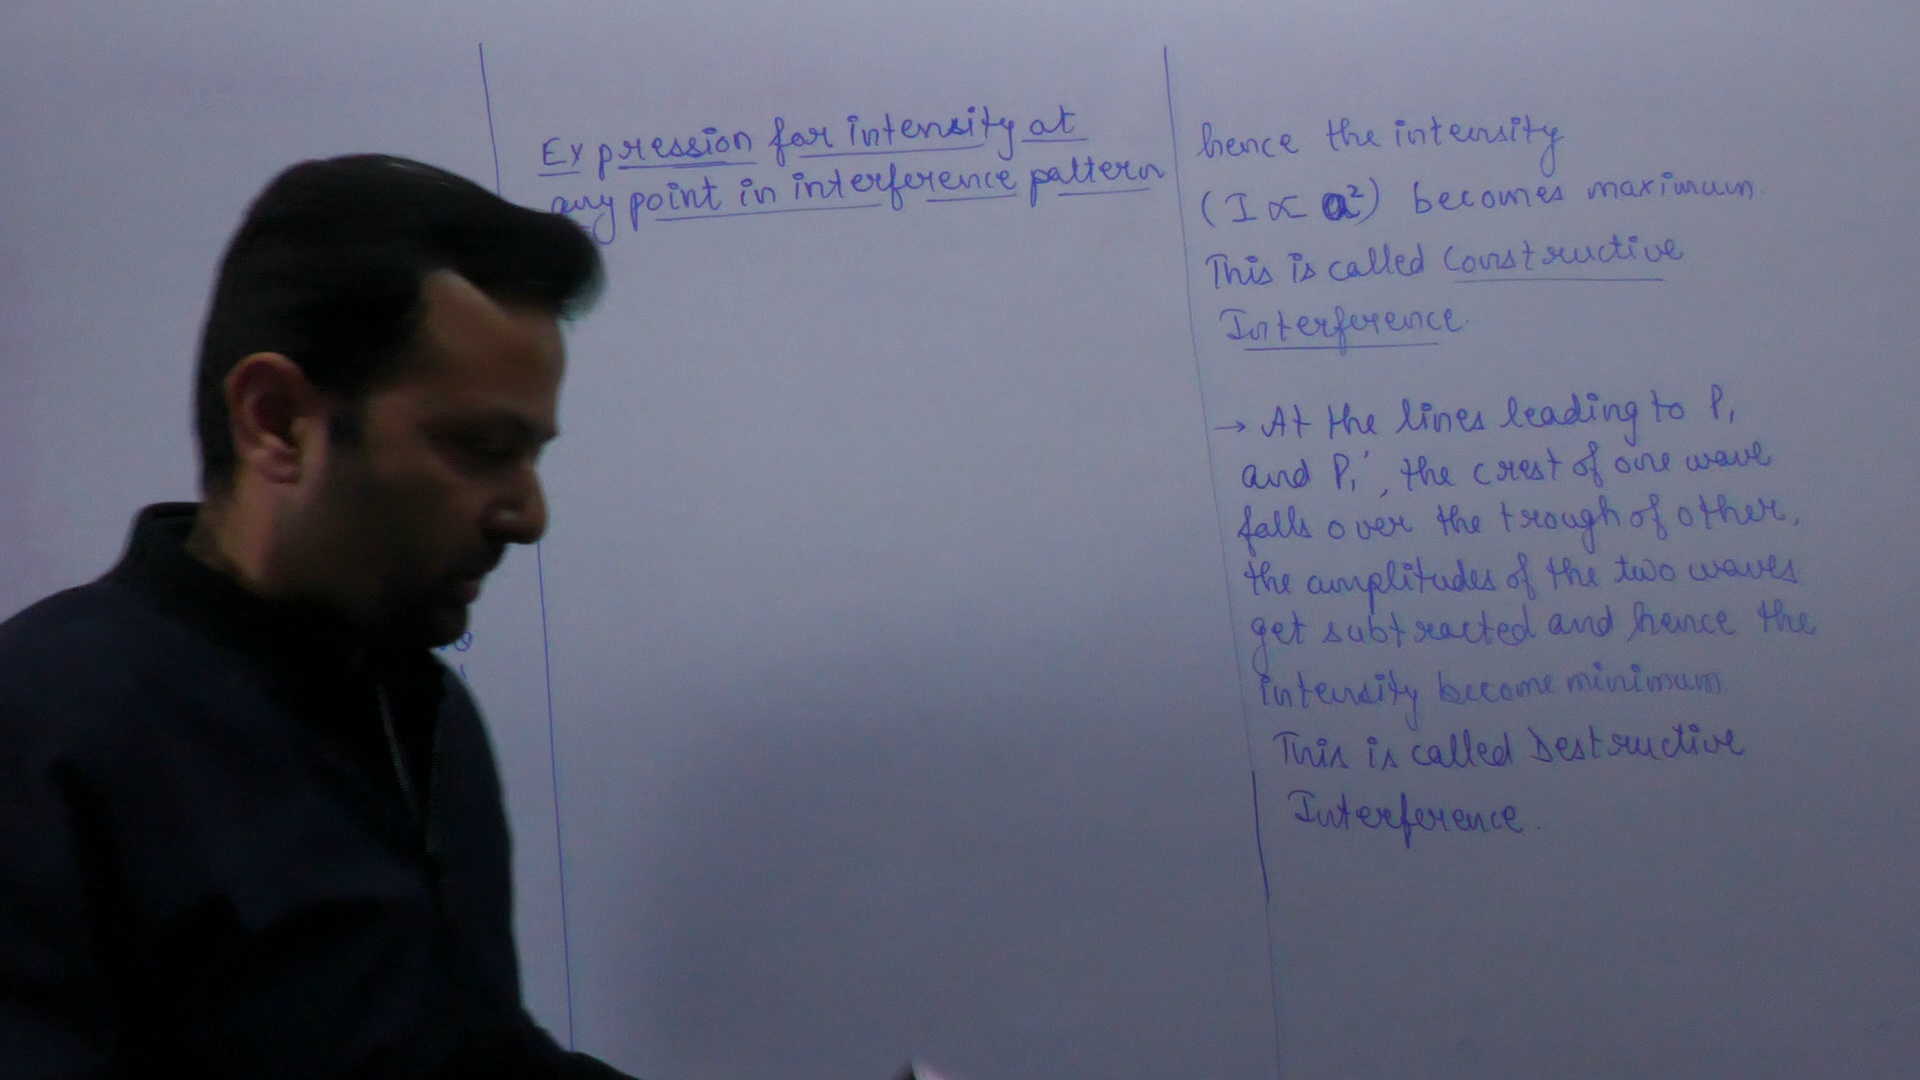 Expression for intensity at
any point in interference pattern
hence the intensity
(I ∝ a²) becomes maximum.
This is called Constructive
Interference.
→ At the lines leading to P₁
and P₁′, the crest of one wave
falls over the trough of other,
the amplitudes of the two waves
get subtracted and hence the
intensity become minimum
This is called Destructive
Interference.